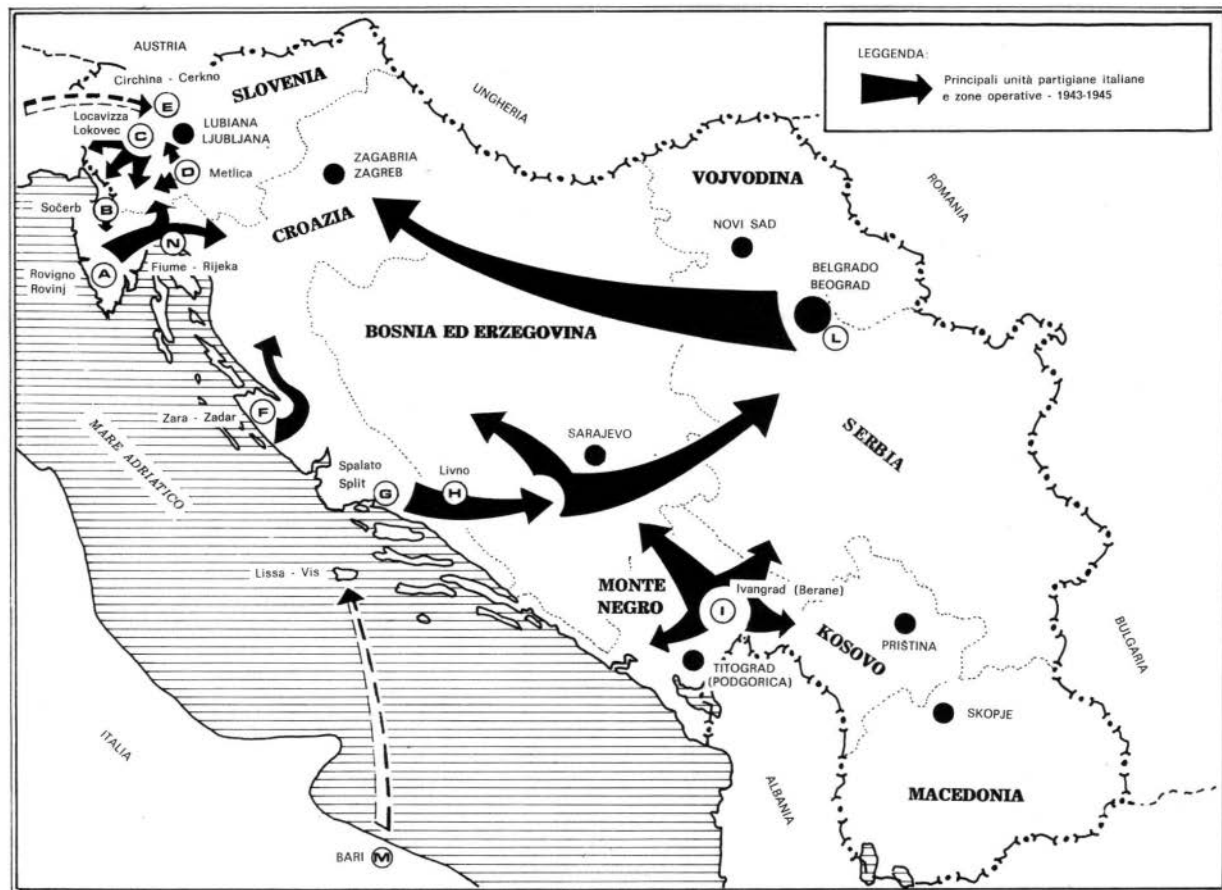 AUSTRIA
Circhina - Cerkno
E
SLOVENIA
Locavizza
Lokovec
C
LUBIANA
LJUBLJANA
D
Metlica
Sočerb
B
N
Rovigno
Rovinj
A
Fiume - Rijeka
UNGHERIA
LEGGENDA:
Principali unità partigiane italiane
e zone operative - 1943-1945
ZAGABRIA
ZAGREB
CROAZIA
VOJVODINA
ROMANIA
NOVI SAD
BELGRADO
BEOGRAD
L
BOSNIA ED ERZEGOVINA
Zara - Zadar
F
MARE ADRIATICO
SARAJEVO
SERBIA
Spalato
Split
G
Livno
H
Lissa - Vis
MONTE
NEGRO
Ivangrad (Berane)
I
KOSOVO
PRIŠTINA
BULGARIA
TITOGRAD
(PODGORICA)
SKOPJE
ITALIA
ALBANIA
MACEDONIA
BARI
M